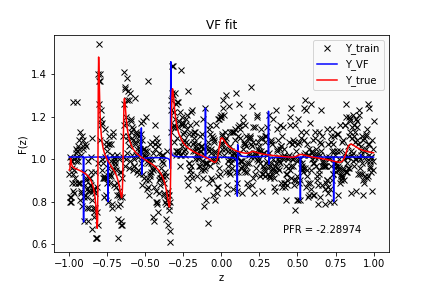 VF fit
Y_train
Y_VF
Y_true
1.4
1.2
1.0
0.8
0.6
F(z)
PFR = -2.28974
−1.00 −0.75 −0.50 −0.25 0.00 0.25 0.50 0.75 1.00
z